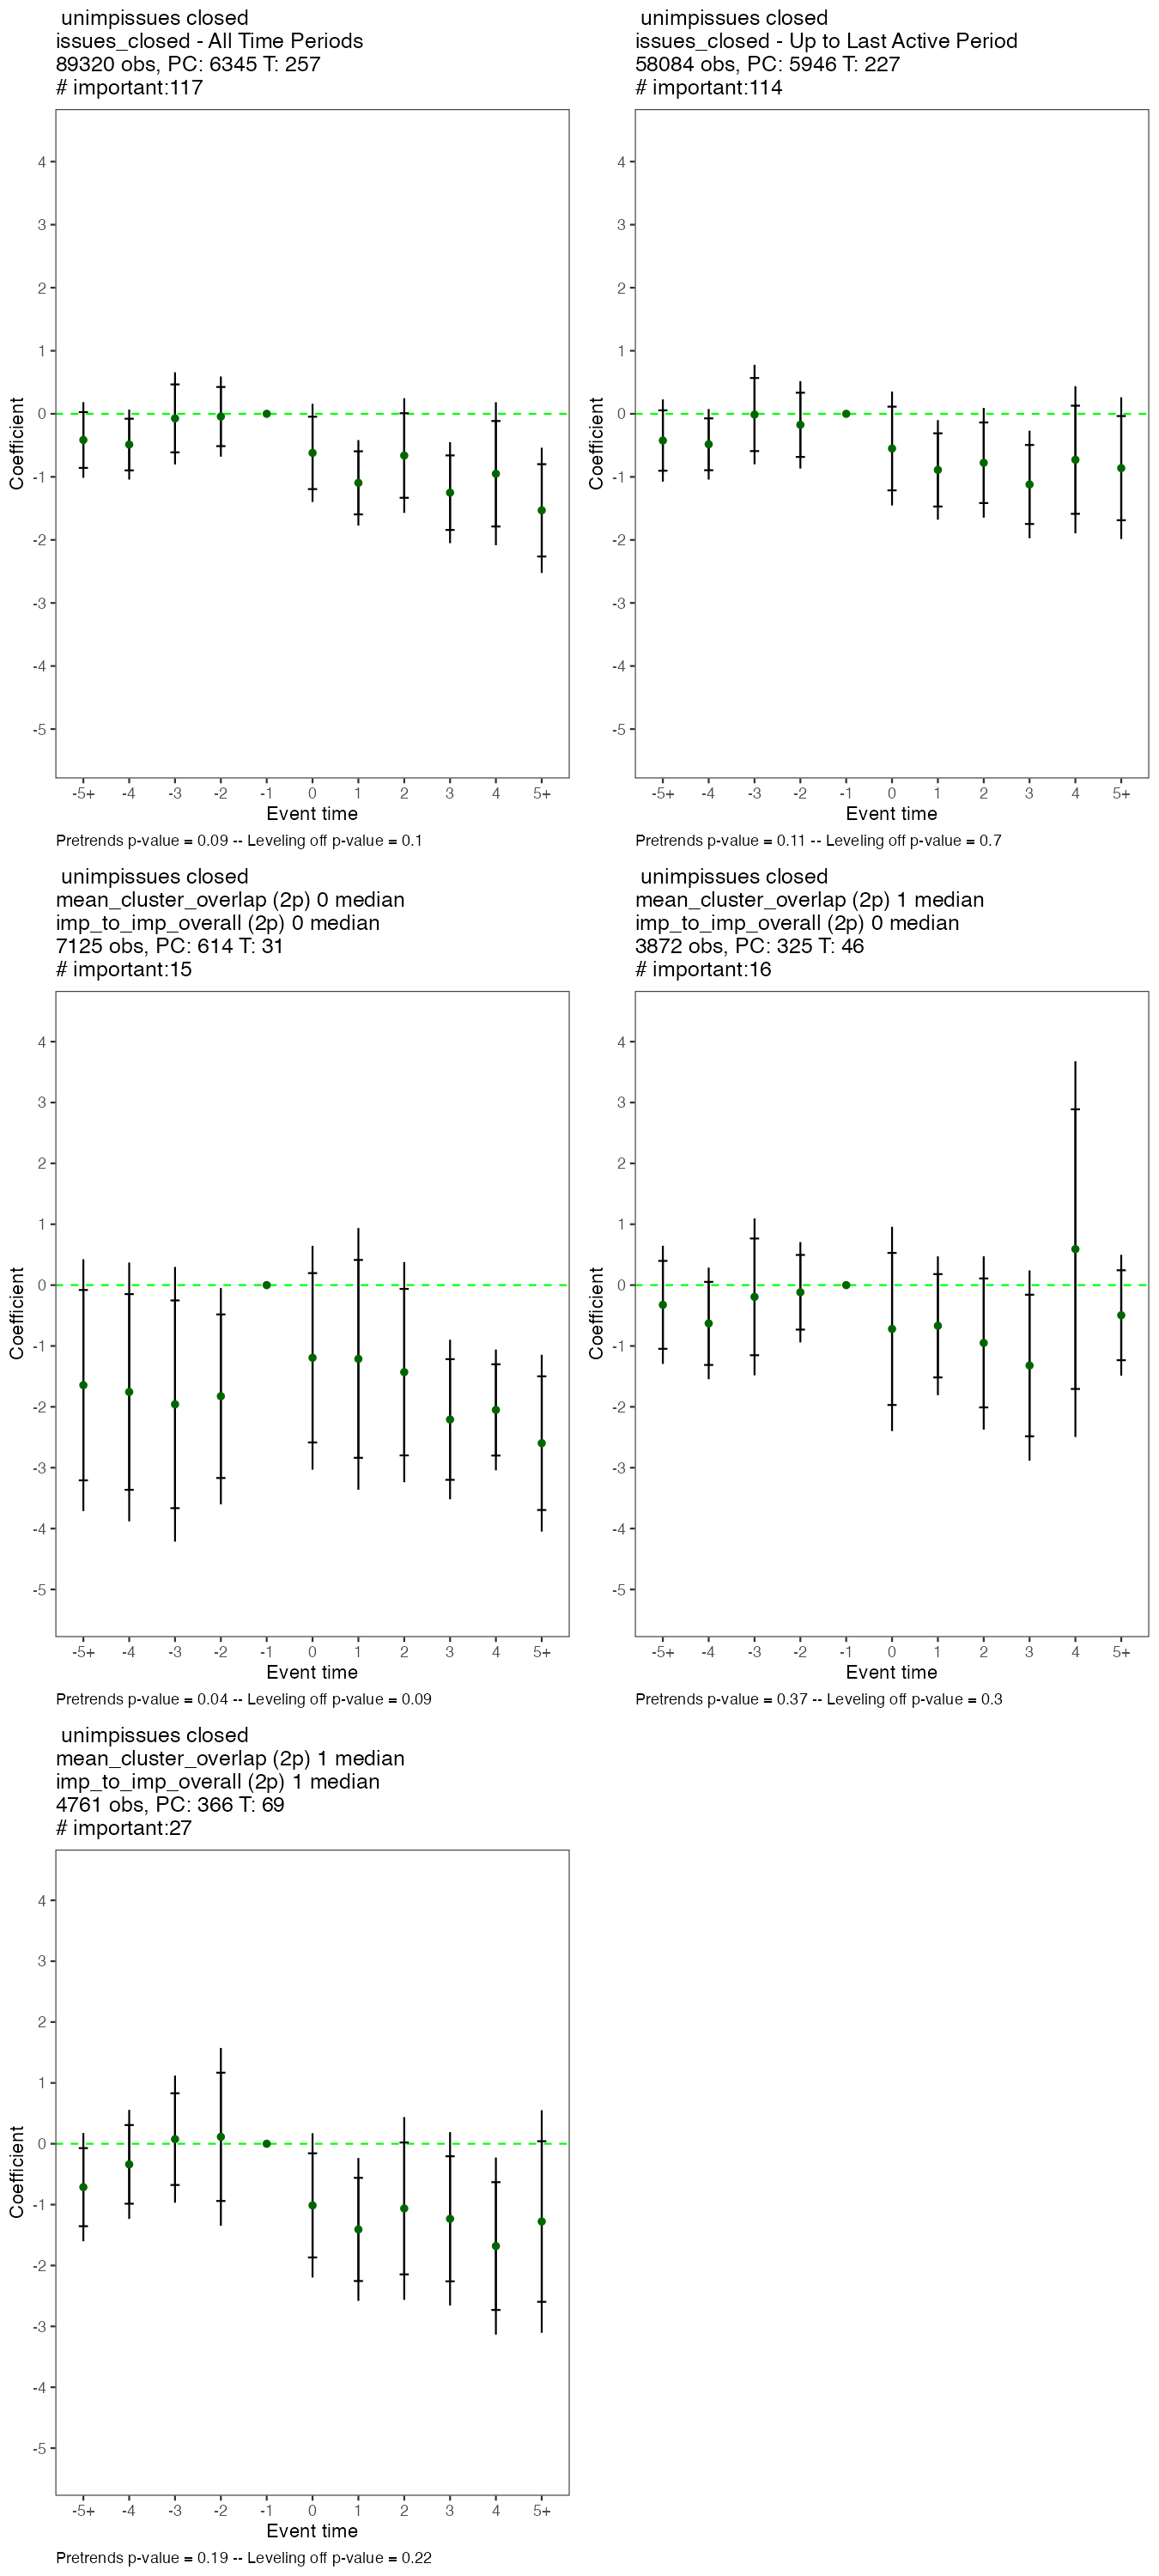 unimpissues closed
issues_closed - All Time Periods
89320 obs, PC: 6345 T: 257
# important:117
4
3
2
1
0
-1
-2
-3
-4
-5
Coefficient
-5+ -4 -3 -2 -1 0 1 2 3 4 5+
Event time
Pretrends p-value = 0.09 -- Leveling off p-value = 0.1
unimpissues closed
issues_closed - Up to Last Active Period
58084 obs, PC: 5946 T: 227
# important:114
4
3
2
1
0
-1
-2
-3
-4
-5
Coefficient
-5+ -4 -3 -2 -1 0 1 2 3 4 5+
Event time
Pretrends p-value = 0.11 -- Leveling off p-value = 0.7
unimpissues closed
mean_cluster_overlap (2p) 0 median
imp_to_imp_overall (2p) 0 median
7125 obs, PC: 614 T: 31
# important:15
4
3
2
1
0
-1
-2
-3
-4
-5
Coefficient
-5+ -4 -3 -2 -1 0 1 2 3 4 5+
Event time
Pretrends p-value = 0.04 -- Leveling off p-value = 0.09
unimpissues closed
mean_cluster_overlap (2p) 1 median
imp_to_imp_overall (2p) 0 median
3872 obs, PC: 325 T: 46
# important:16
4
3
2
1
0
-1
-2
-3
-4
-5
Coefficient
-5+ -4 -3 -2 -1 0 1 2 3 4 5+
Event time
Pretrends p-value = 0.37 -- Leveling off p-value = 0.3
unimpissues closed
mean_cluster_overlap (2p) 1 median
imp_to_imp_overall (2p) 1 median
4761 obs, PC: 366 T: 69
# important:27
4
3
2
1
0
-1
-2
-3
-4
-5
Coefficient
-5+ -4 -3 -2 -1 0 1 2 3 4 5+
Event time
Pretrends p-value = 0.19 -- Leveling off p-value = 0.22